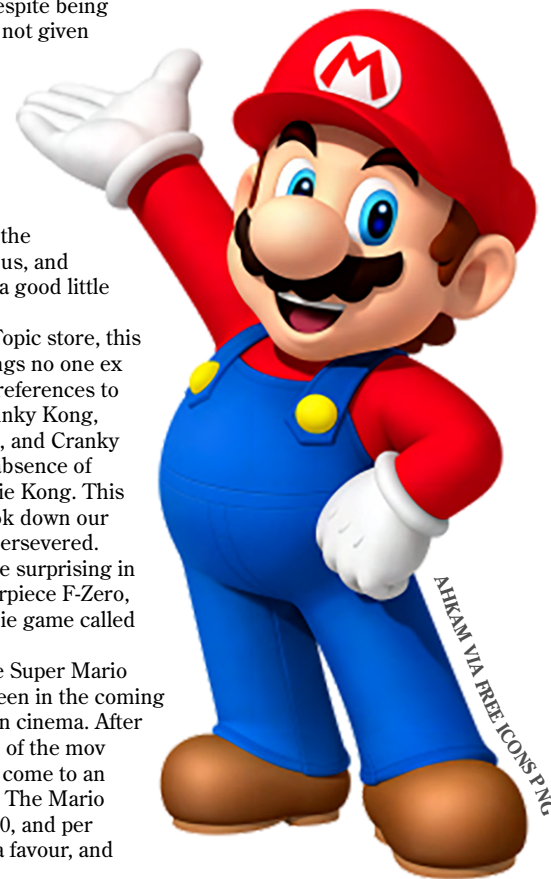 espite being
not given
M
the
us, and
a good little
Topic store, this
ngs no one ex
references to
nky Kong,
, and Cranky
absence of
ie Kong. This
ok down our
ersevered.
e surprising in
rpiece F-Zero,
ie game called
e Super Mario
een in the coming
n cinema. After
of the mov
come to an
The Mario
0, and per
a favour, and
AHKAM VIA FREE ICONS PNG